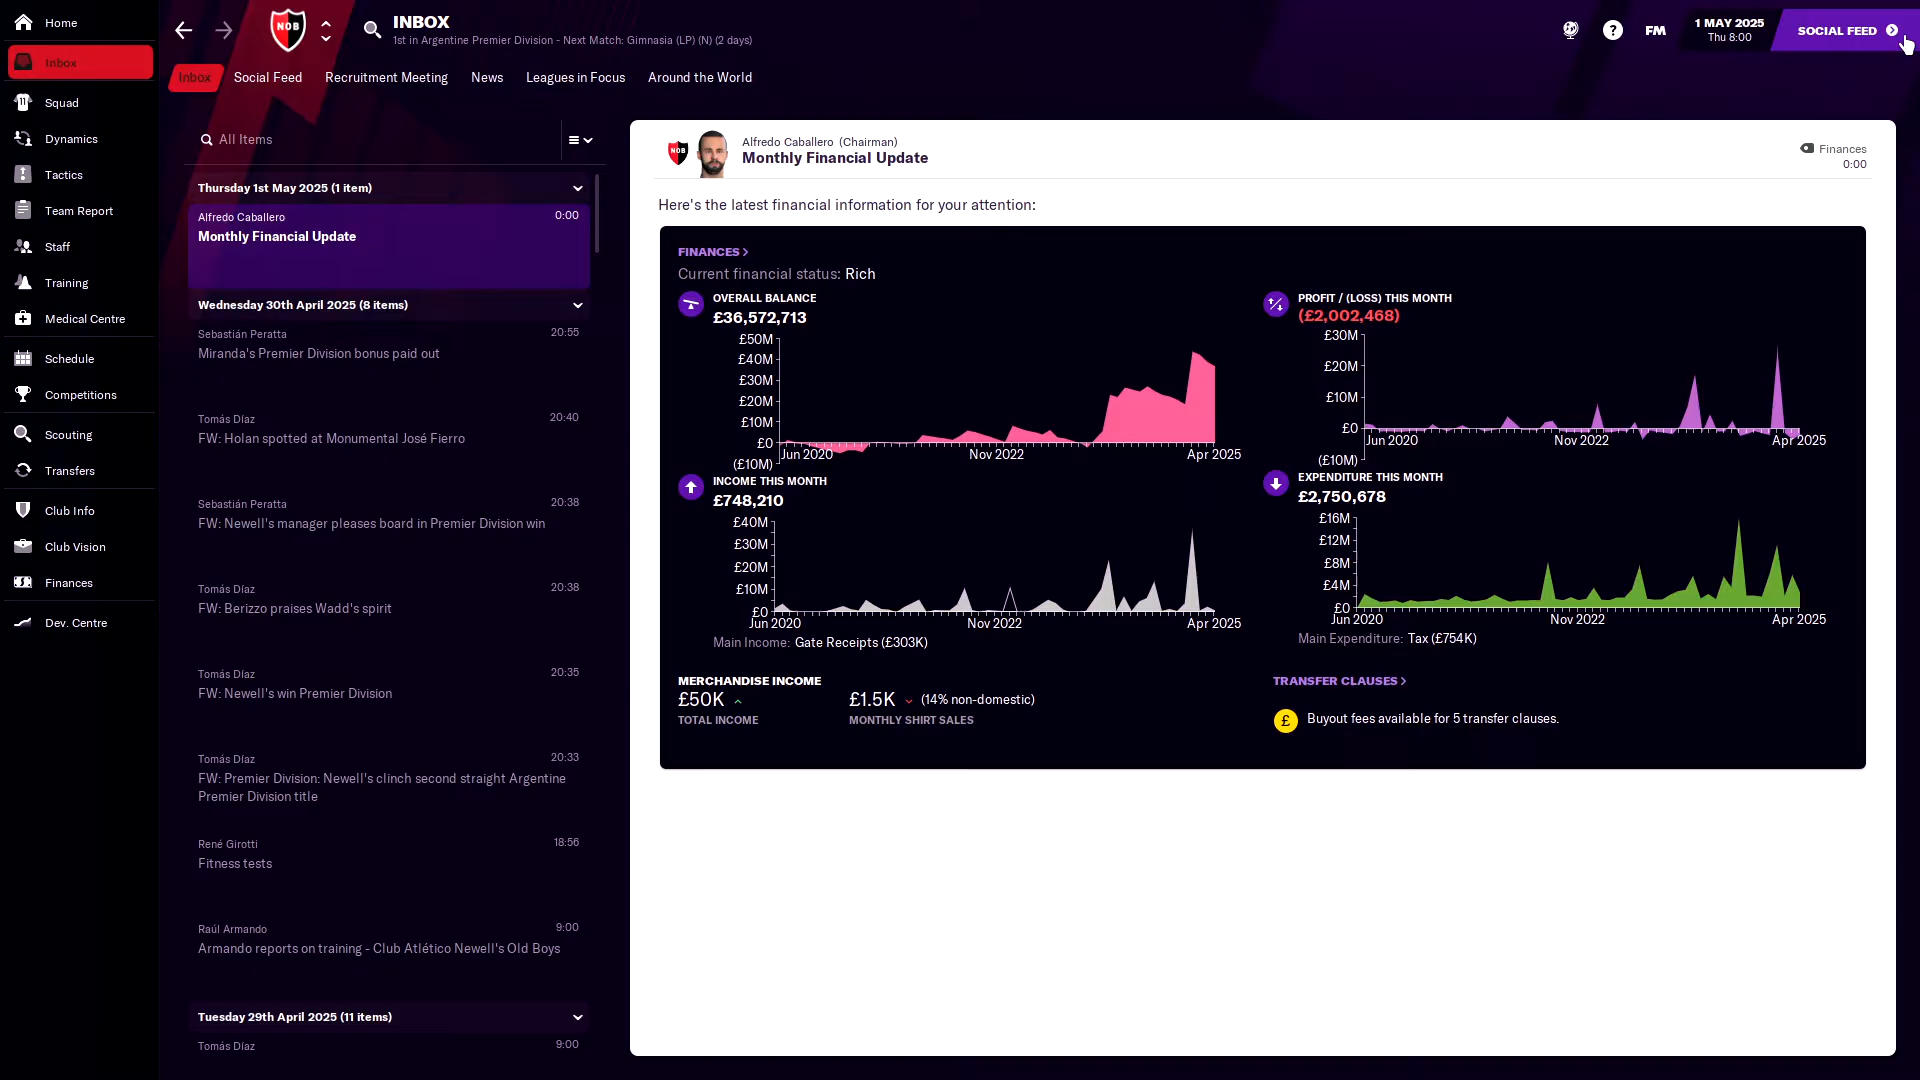 Home
Inbox
Squad
Dynamics
Tactics
Team Report
Staff
Training
Medical Centre
Schedule
Competitions
Scouting
Transfers
Club Info
Club Vision
Finances
Dev. Centre
NOB
INBOX
1st in Argentine Premier Division - Next Match: Gimnasia (LP) (N) (2 days)
FM
1 MAY 2025
Thu 8:00
SOCIAL FEED
Inbox
Social Feed
Recruitment Meeting
News
Leagues in Focus
Around the World
All Items
Thursday 1st May 2025 (1 item)
Alfredo Caballero
0:00
Monthly Financial Update
Wednesday 30th April 2025 (8 items)
Sebastián Peratta
20:55
Miranda's Premier Division bonus paid out
Tomás Díaz
20:40
FW: Holan spotted at Monumental José Fierro
Sebastián Peratta
20:38
FW: Newell's manager pleases board in Premier Division win
Tomás Díaz
20:38
FW: Berizzo praises Wadd's spirit
Tomás Díaz
20:35
FW: Newell's win Premier Division
Tomás Díaz
20:33
FW: Premier Division: Newell's clinch second straight Argentine
Premier Division title
René Girotti
18:56
Fitness tests
Raúl Armando
9:00
Armando reports on training - Club Atlético Newell's Old Boys
Tuesday 29th April 2025 (11 items)
Tomás Díaz
9:00
NOB
Alfredo Caballero (Chairman)
Monthly Financial Update
Finances
0:00
Here's the latest financial information for your attention:
FINANCES >
Current financial status: Rich
OVERALL BALANCE
£36,572,713
£50M
£40M
£30M
£20M
£10M
£0
(£10M)
Jun 2020
Nov 2022
Apr 2025
PROFIT / (LOSS) THIS MONTH
(£2,002,468)
£30M
£20M
£10M
£0
(£10M)
Jun 2020
Nov 2022
Apr 2025
INCOME THIS MONTH
£748,210
£40M
£30M
£20M
£10M
£0
Jun 2020
Nov 2022
Apr 2025
Main Income: Gate Receipts (£303K)
EXPENDITURE THIS MONTH
£2,750,678
£16M
£12M
£8M
£4M
£0
Jun 2020
Nov 2022
Apr 2025
Main Expenditure: Tax (£754K)
MERCHANDISE INCOME
£50K
TOTAL INCOME
£1.5K (14% non-domestic)
MONTHLY SHIRT SALES
TRANSFER CLAUSES >
£ Buyout fees available for 5 transfer clauses.